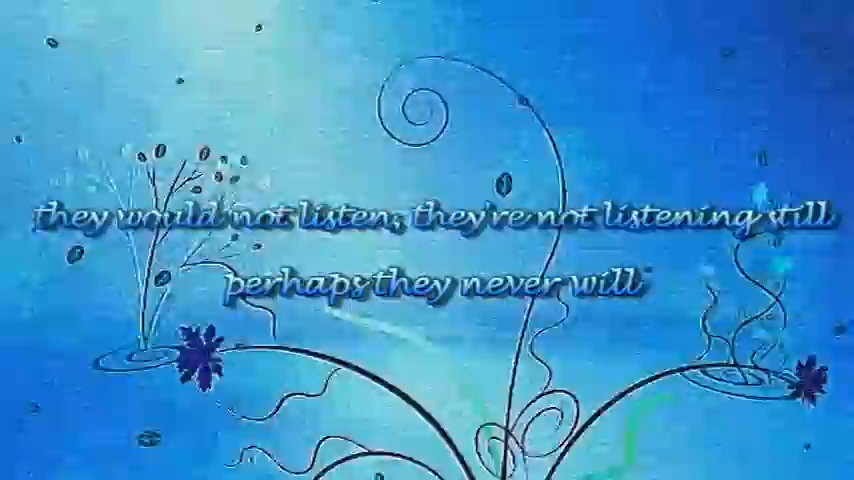 they would not listen, they're not listening still
perhaps they never will